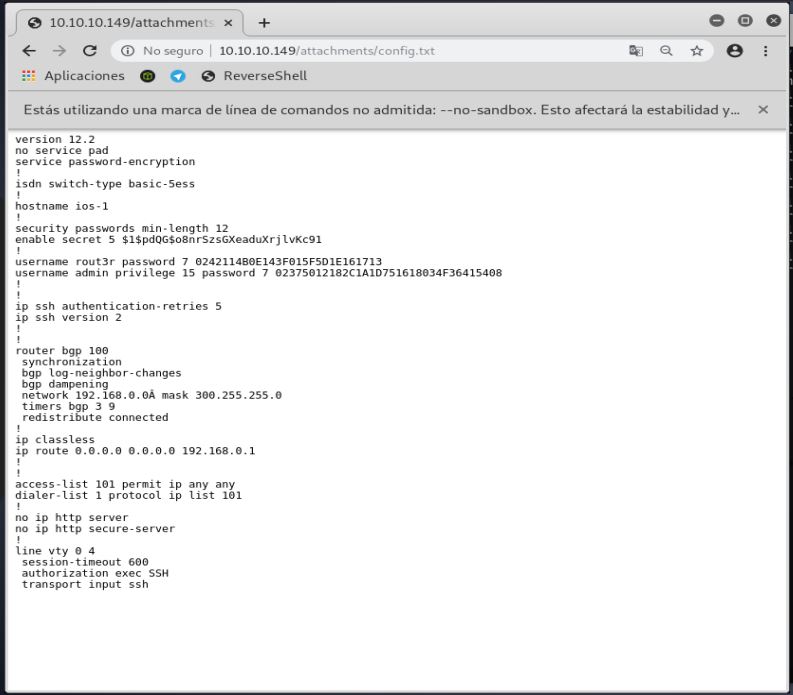 10.10.10.149/attachments
No seguro | 10.10.10.149/attachments/config.txt
Aplicaciones ReverseShell
Estás utilizando una marca de línea de comandos no admitida: --no-sandbox. Esto afectará la estabilidad y...
version 12.2
no service pad
service password-encryption
!
isdn switch-type basic-5ess
!
hostname ios-1
!
security passwords min-length 12
enable secret 5 $1$pdQG$o8nrSzsGXeaduXrjlvKc91
!
username rout3r password 7 0242114B0E143F015F5D1E161713
username admin privilege 15 password 7 02375012182C1A1D751618034F36415408
!
!
ip ssh authentication-retries 5
ip ssh version 2
!
!
router bgp 100
 synchronization
 bgp log-neighbor-changes
 bgp dampening
 network 192.168.0.0Â mask 300.255.255.0
 timers bgp 3 9
 redistribute connected
!
ip classless
ip route 0.0.0.0 0.0.0.0 192.168.0.1
!
!
access-list 101 permit ip any any
dialer-list 1 protocol ip list 101
!
no ip http server
no ip http secure-server
!
line vty 0 4
 session-timeout 600
 authorization exec SSH
 transport input ssh